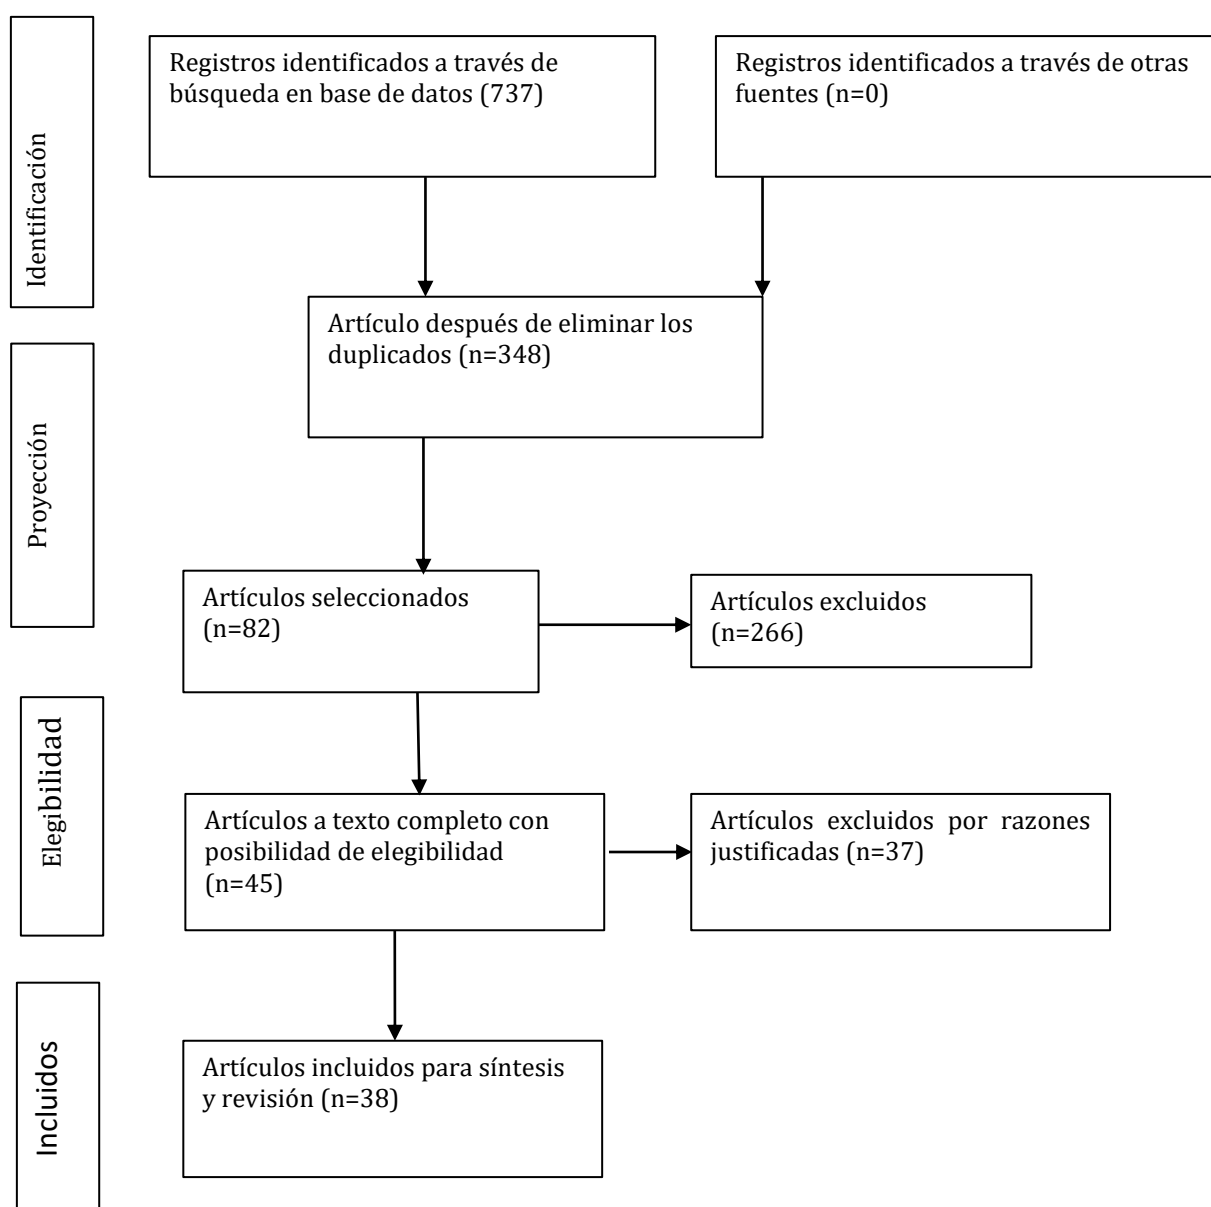 Identificación
Registros identificados a través de
búsqueda en base de datos (737)
Registros identificados a través de otras
fuentes (n=0)
Artículo después de eliminar los
duplicados (n=348)
Proyección
Artículos seleccionados
(n=82)
Artículos excluidos
(n=266)
Elegibilidad
Artículos a texto completo con
posibilidad de elegibilidad
(n=45)
Artículos excluidos por razones
justificadas (n=37)
Incluidos
Artículos incluidos para síntesis
y revisión (n=38)